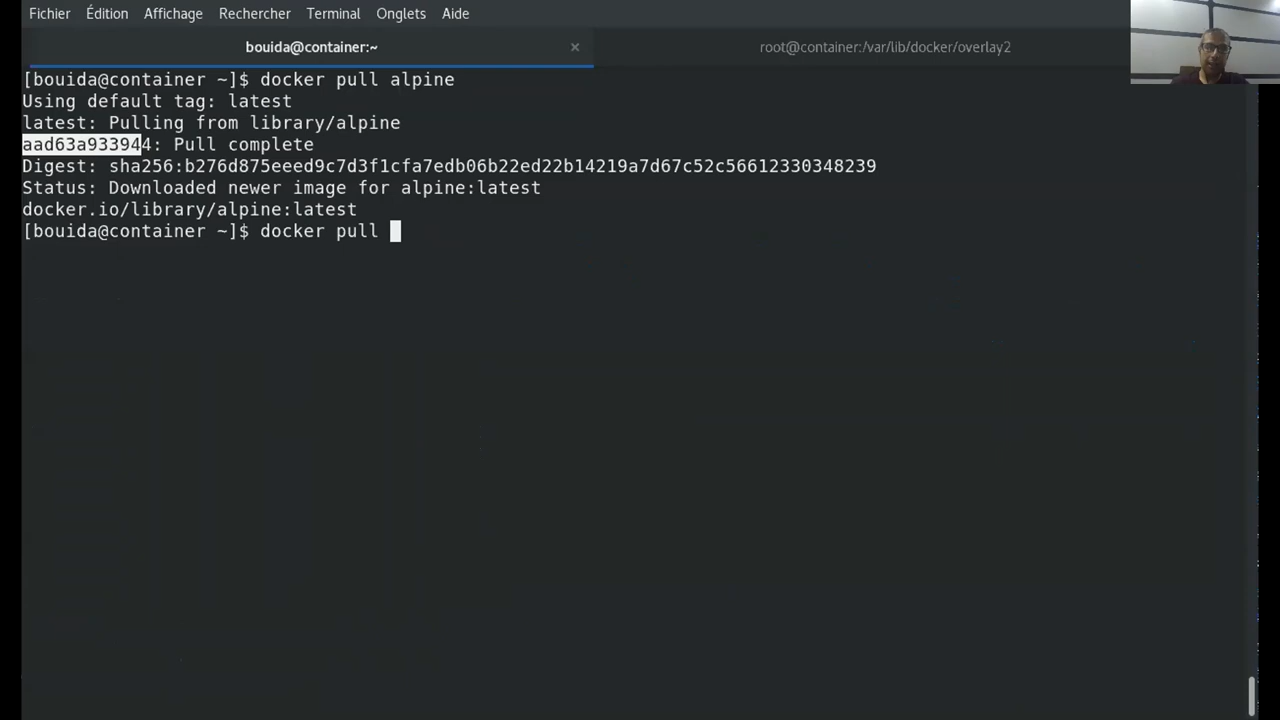 Fichier Édition Affichage Rechercher Terminal Onglets Aide
bouida@container:~ × root@container:/var/lib/docker/overlay2
[bouida@container ~]$ docker pull alpine
Using default tag: latest
latest: Pulling from library/alpine
aad63a933944: Pull complete
Digest: sha256:b276d875eeed9c7d3f1cfa7edb06b22ed22b14219a7d67c52c56612330348239
Status: Downloaded newer image for alpine:latest
docker.io/library/alpine:latest
[bouida@container ~]$ docker pull